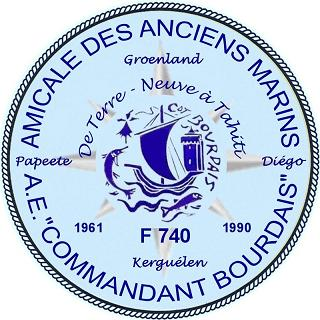 AMICALE DES ANCIENS MARINS
Groenland
De Terre - Neuve à Tahiti
CDT BOURDAIS
Papeete
Diégo
1961
F 740
1990
Kerguélen
A.E. "COMMANDANT BOURDAIS"